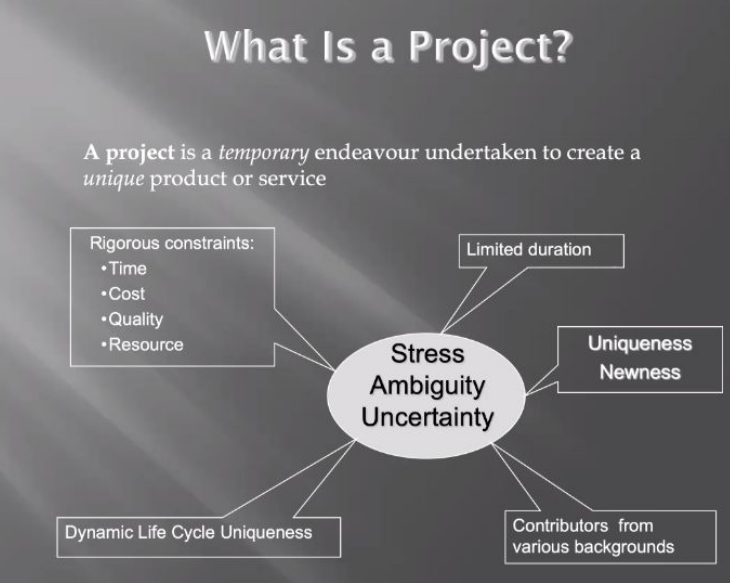 What Is a Project?
A project is a temporary endeavour undertaken to create a
unique product or service
Rigorous constraints:
•Time
•Cost
•Quality
•Resource
Limited duration
Uniqueness
Newness
Stress
Ambiguity
Uncertainty
Dynamic Life Cycle Uniqueness
Contributors from
various backgrounds